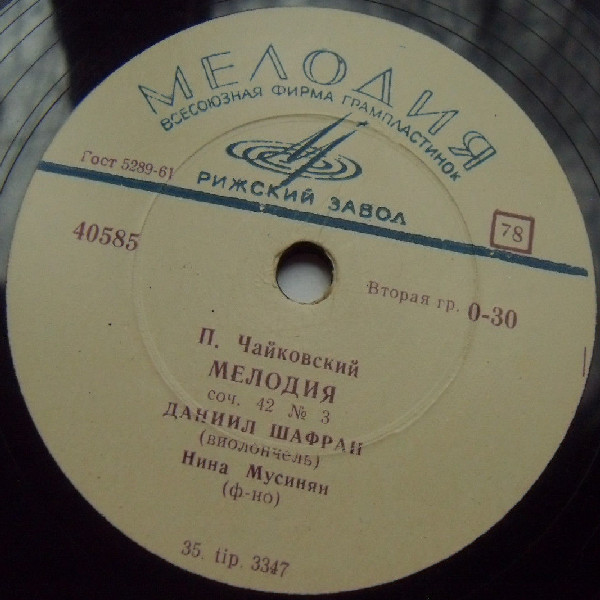 МЕЛОДИЯ
ВСЕСОЮЗНАЯ ФИРМА ГРАМПЛАСТИНОК
Гост 5289-61
РИЖСКИЙ ЗАВОД
40585
78
Вторая гр. 0-30
П. Чайковский
МЕЛОДИЯ
соч. 42 № 3
ДАНИИЛ ШАФРАН
(виолончель)
Нина Мусинян
(ф-но)
35. tip. 3347